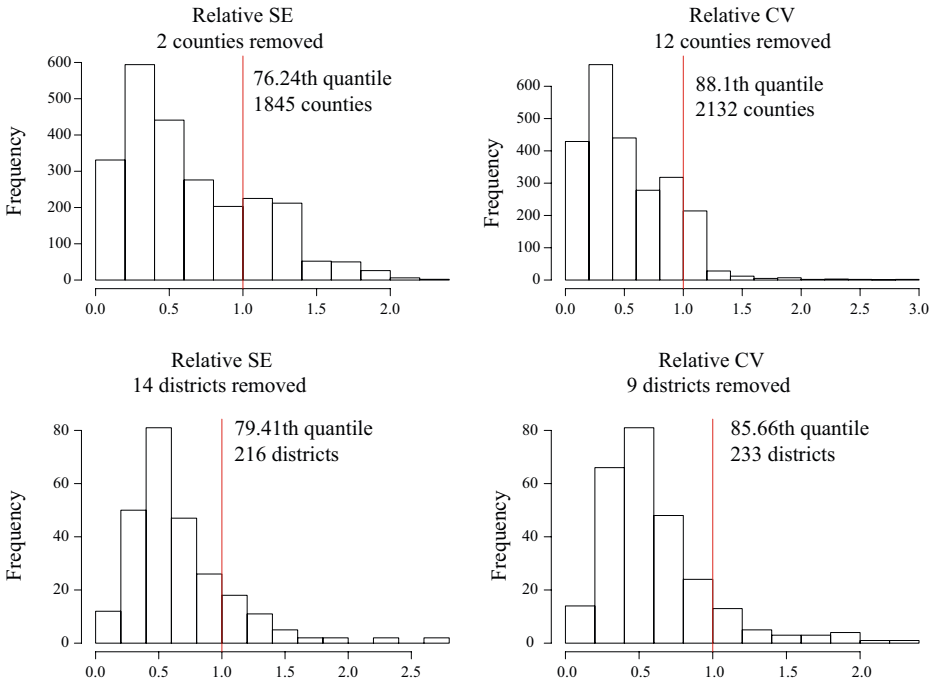 Relative SE
2 counties removed
76.24th quantile
1845 counties
Frequency
600
500
400
300
200
100
0
0.0 0.5 1.0 1.5 2.0
Relative CV
12 counties removed
88.1th quantile
2132 counties
Frequency
600
500
400
300
200
100
0
0.0 0.5 1.0 1.5 2.0 2.5 3.0
Relative SE
14 districts removed
79.41th quantile
216 districts
Frequency
80
60
40
20
0
0.0 0.5 1.0 1.5 2.0 2.5
Relative CV
9 districts removed
85.66th quantile
233 districts
Frequency
80
60
40
20
0
0.0 0.5 1.0 1.5 2.0